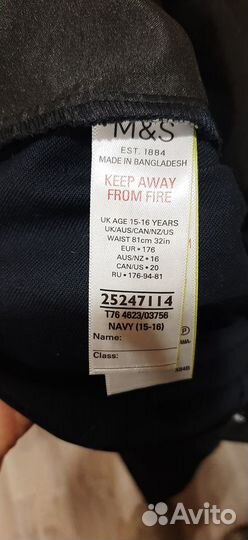 M&S
EST. 1884
MADE IN BANGLADESH
KEEP AWAY
FROM FIRE
UK AGE 15-16 YEARS
UK/AUS/CAN/NZ/US
WAIST 81cm 32in
EUR • 176
AUS/NZ • 16
CAN/US • 20
RU • 176-94-81
25247114
T76 4623/03756
NAVY (15-16)
Name:
Class:
P
Avito